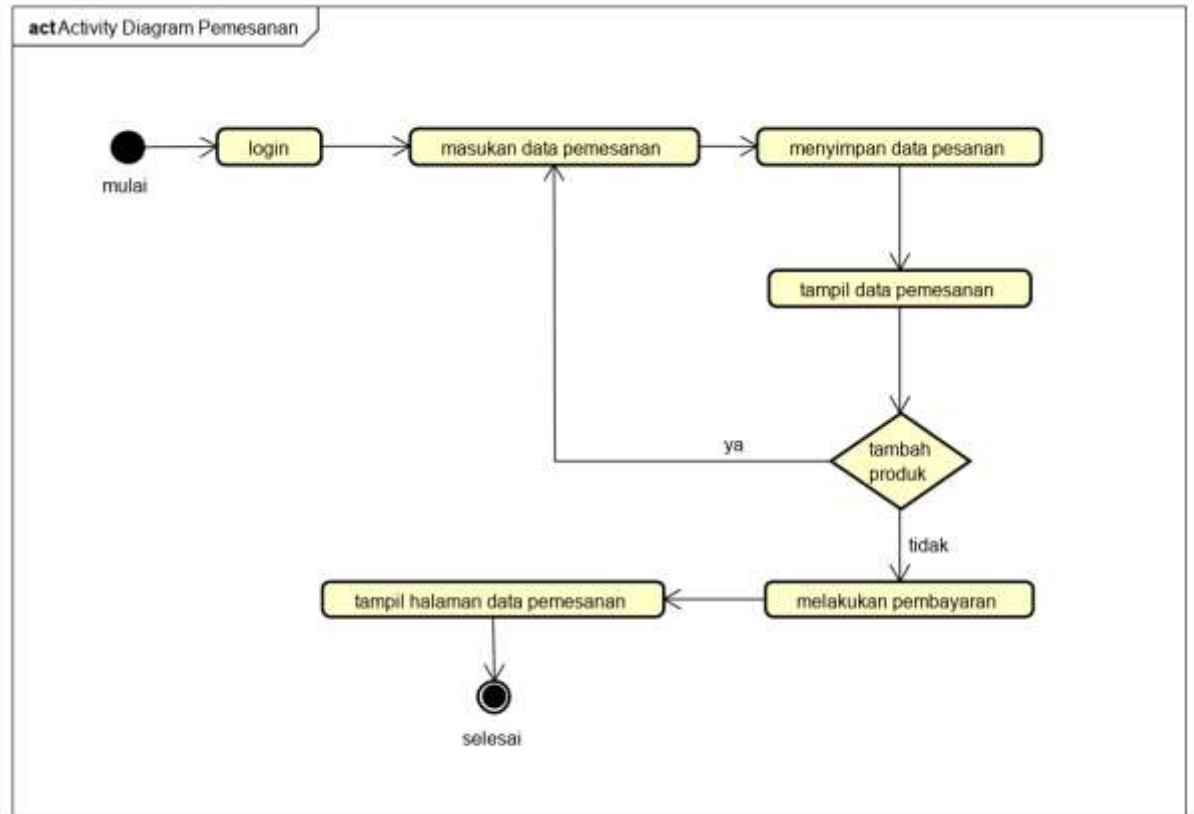 act Activity Diagram Pemesanan
mulai
login
masukan data pemesanan
menyimpan data pesanan
tampil data pemesanan
tambah
produk
ya
tidak
melakukan pembayaran
tampil halaman data pemesanan
selesai